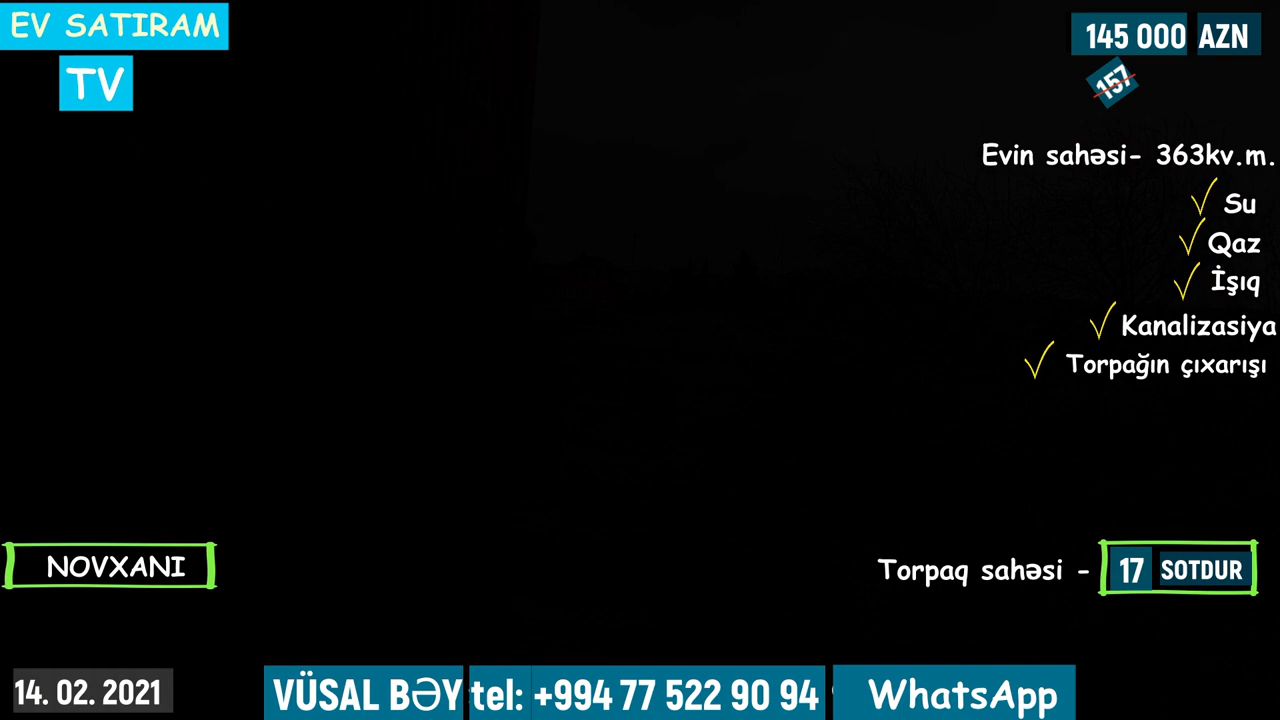 EV SATIRAM
TV
145 000 AZN
157
Evin sahəsi- 363kv.m.
Su
Qaz
İşıq
Kanalizasiya
Torpağın çıxarışı
NOVXANI
Torpaq sahəsi - 17 SOTDUR
14. 02. 2021
VÜSAL BƏY tel: +994 77 522 90 94 WhatsApp